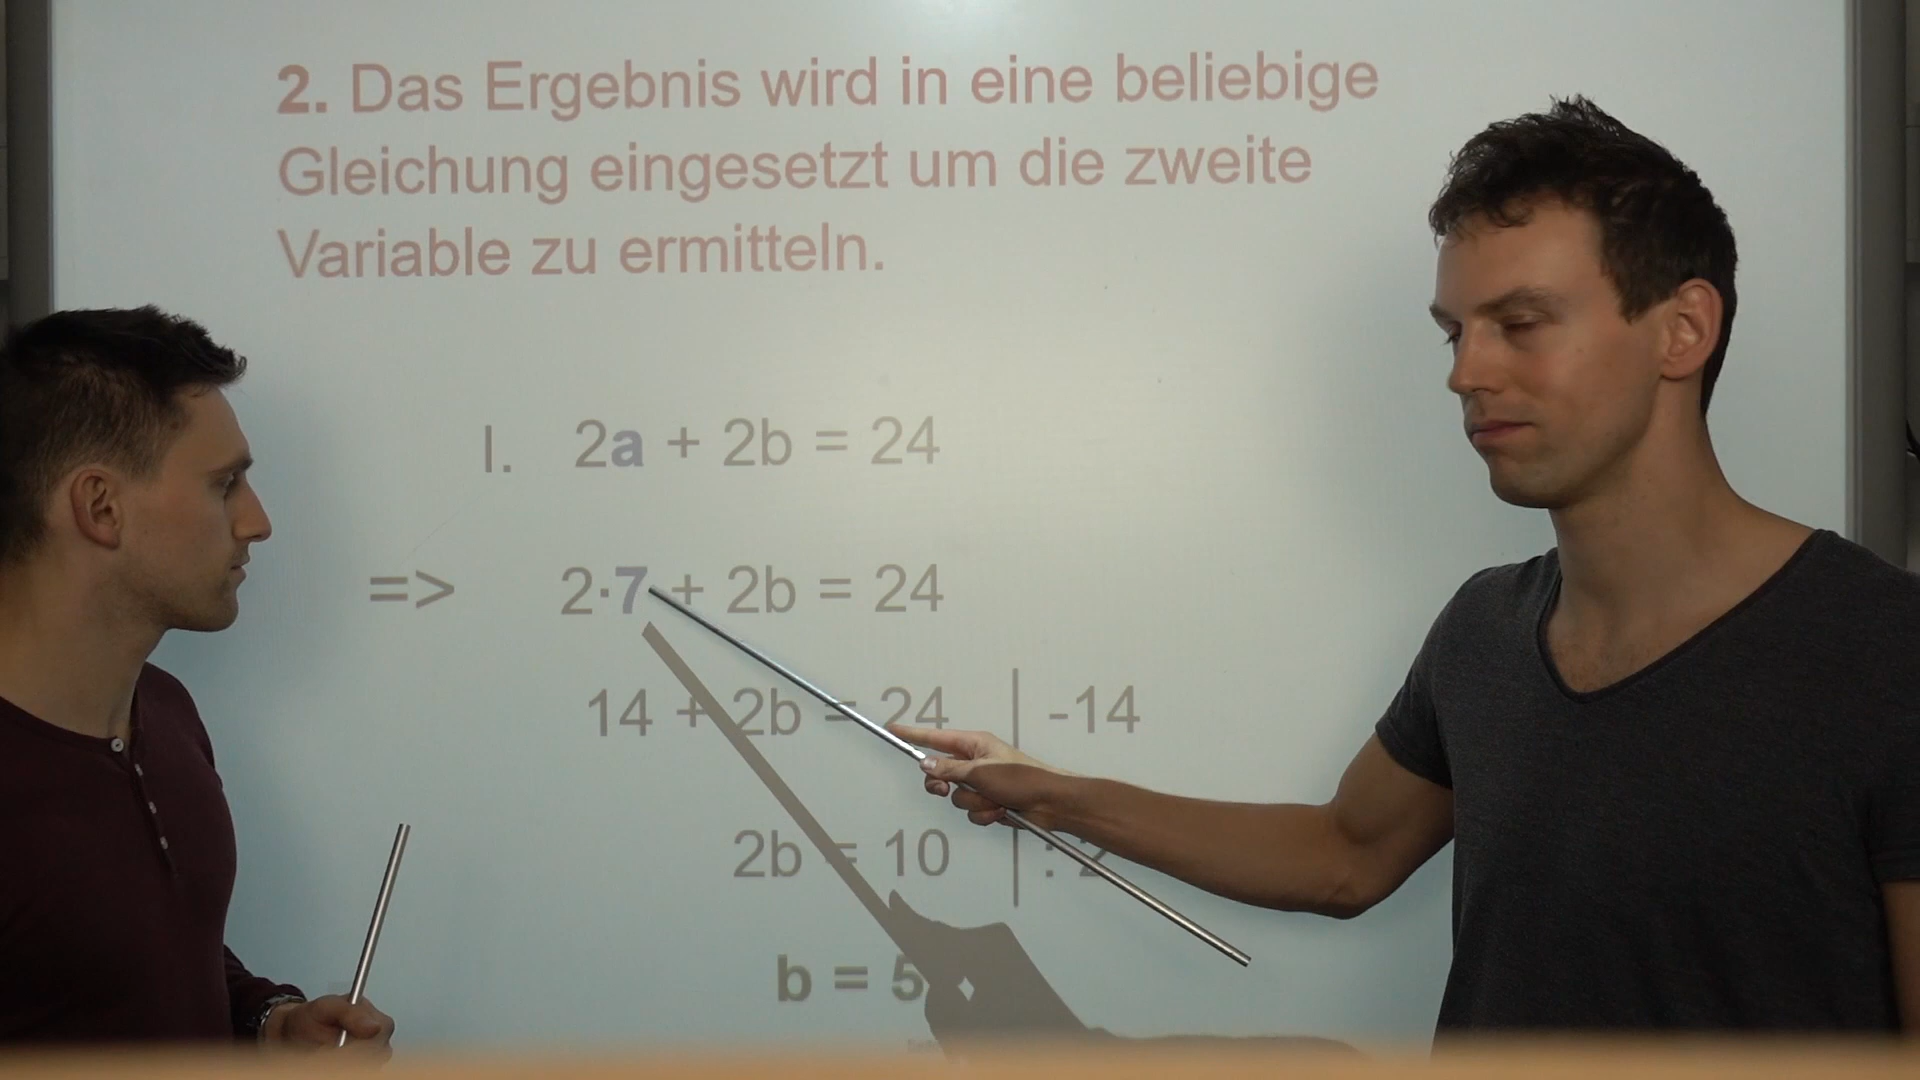 2. Das Ergebnis wird in eine beliebige
Gleichung eingesetzt um die zweite
Variable zu ermitteln.
I. 2a + 2b = 24
=> 2·7 + 2b = 24
14 + 2b = 24 | -14
2b = 10 | : 2
b = 5